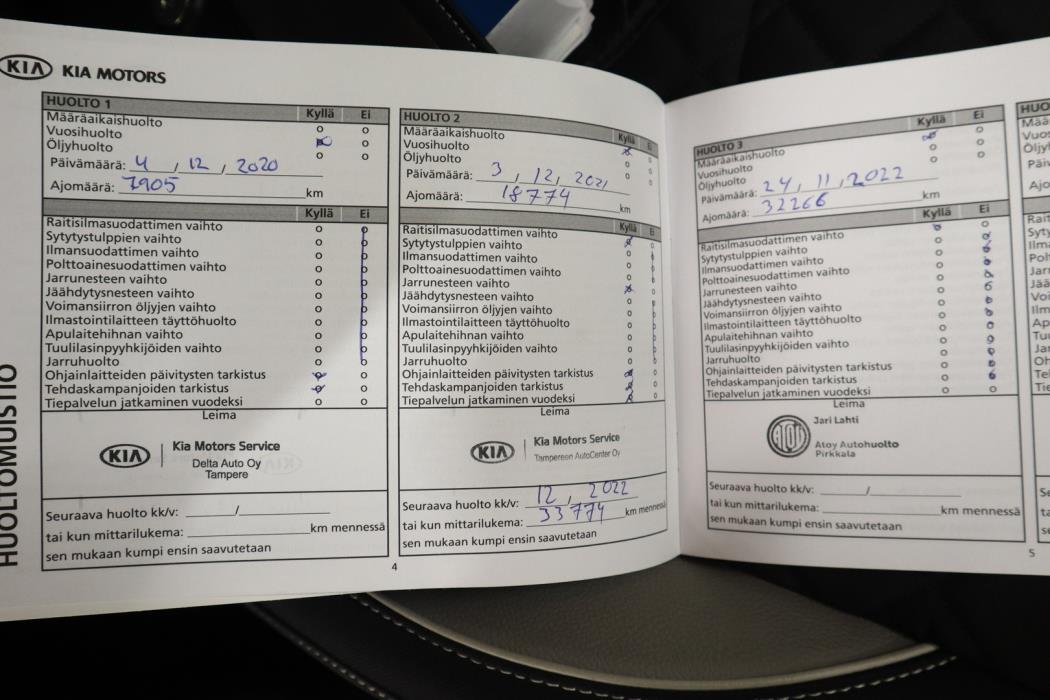 KIA KIA MOTORS
HUOLTOMUISTIO
HUOLTO 1 Kyllä Ei
Määräaikaishuolto
Vuosihuolto
Öljyhuolto
Päivämäärä: 4, 12, 2020
Ajomäärä: 7905 km
Kyllä Ei
Raitisilmasuodattimen vaihto
Sytytystulppien vaihto
Ilmansuodattimen vaihto
Polttoainesuodattimen vaihto
Jarrunesteen vaihto
Jäähdytysnesteen vaihto
Voimansiirron öljyjen vaihto
Ilmastointilaitteen täyttöhuolto
Apulaitehihnan vaihto
Tuulilasinpyyhkijöiden vaihto
Jarruhuolto
Ohjainlaitteiden päivitysten tarkistus
Tehdaskampanjoiden tarkistus
Tiepalvelun jatkaminen vuodeksi
Leima
KIA Kia Motors Service
Delta Auto Oy
Tampere
Seuraava huolto kk/v: /
tai kun mittarilukema: km mennessä
sen mukaan kumpi ensin saavutetaan
4
HUOLTO 2 Kyllä Ei
Määräaikaishuolto
Vuosihuolto
Öljyhuolto
Päivämäärä: 3, 12, 2021
Ajomäärä: 18774 km
Kyllä Ei
Raitisilmasuodattimen vaihto
Sytytystulppien vaihto
Ilmansuodattimen vaihto
Polttoainesuodattimen vaihto
Jarrunesteen vaihto
Jäähdytysnesteen vaihto
Voimansiirron öljyjen vaihto
Ilmastointilaitteen täyttöhuolto
Apulaitehihnan vaihto
Tuulilasinpyyhkijöiden vaihto
Jarruhuolto
Ohjainlaitteiden päivitysten tarkistus
Tehdaskampanjoiden tarkistus
Tiepalvelun jatkaminen vuodeksi
Leima
KIA Kia Motors Service
Tampereen AutoCenter Oy
Seuraava huolto kk/v: 12, 2022
tai kun mittarilukema: 33774 km mennessä
sen mukaan kumpi ensin saavutetaan
HUOLTO 3 Kyllä Ei
Määräaikaishuolto
Vuosihuolto
Öljyhuolto
Päivämäärä: 24, 11, 2022
Ajomäärä: 32266 km
Kyllä Ei
Raitisilmasuodattimen vaihto
Sytytystulppien vaihto
Ilmansuodattimen vaihto
Polttoainesuodattimen vaihto
Jarrunesteen vaihto
Jäähdytysnesteen vaihto
Voimansiirron öljyjen vaihto
Ilmastointilaitteen täyttöhuolto
Apulaitehihnan vaihto
Tuulilasinpyyhkijöiden vaihto
Jarruhuolto
Ohjainlaitteiden päivitysten tarkistus
Tehdaskampanjoiden tarkistus
Tiepalvelun jatkaminen vuodeksi
Leima
Jari Lahti
Atoy Autohuolto
Pirkkala
Seuraava huolto kk/v: /
tai kun mittarilukema: km mennessä
sen mukaan kumpi ensin saavutetaan
5